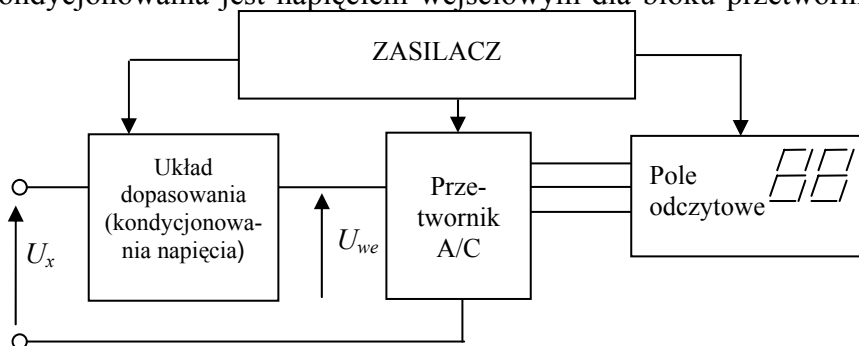 kondycjonowania jest napięciem wejściowym dla bloku przetworni
ZASILACZ
Układ
dopasowania
(kondycjonowa-
nia napięcia)
Prze-
twornik
A/C
Pole
odczytowe
U_x
U_we